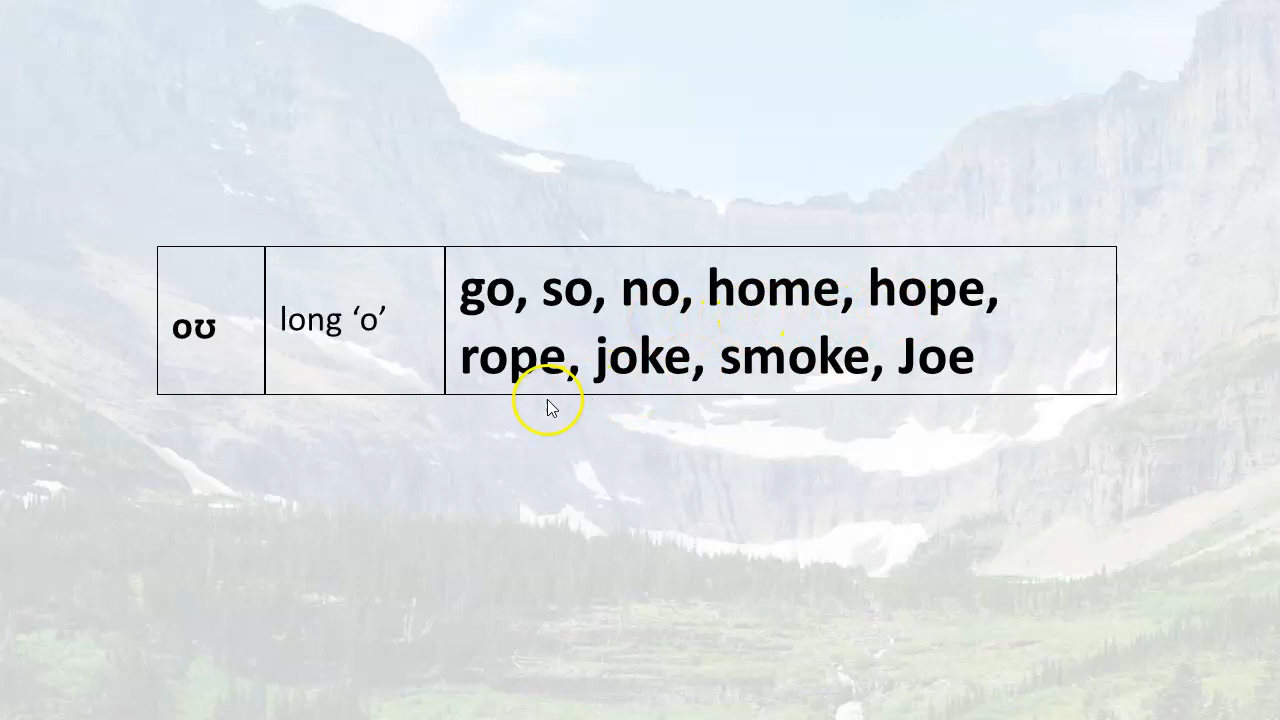 oʊ
long ‘o’
go, so, no, home, hope,
rope, joke, smoke, Joe